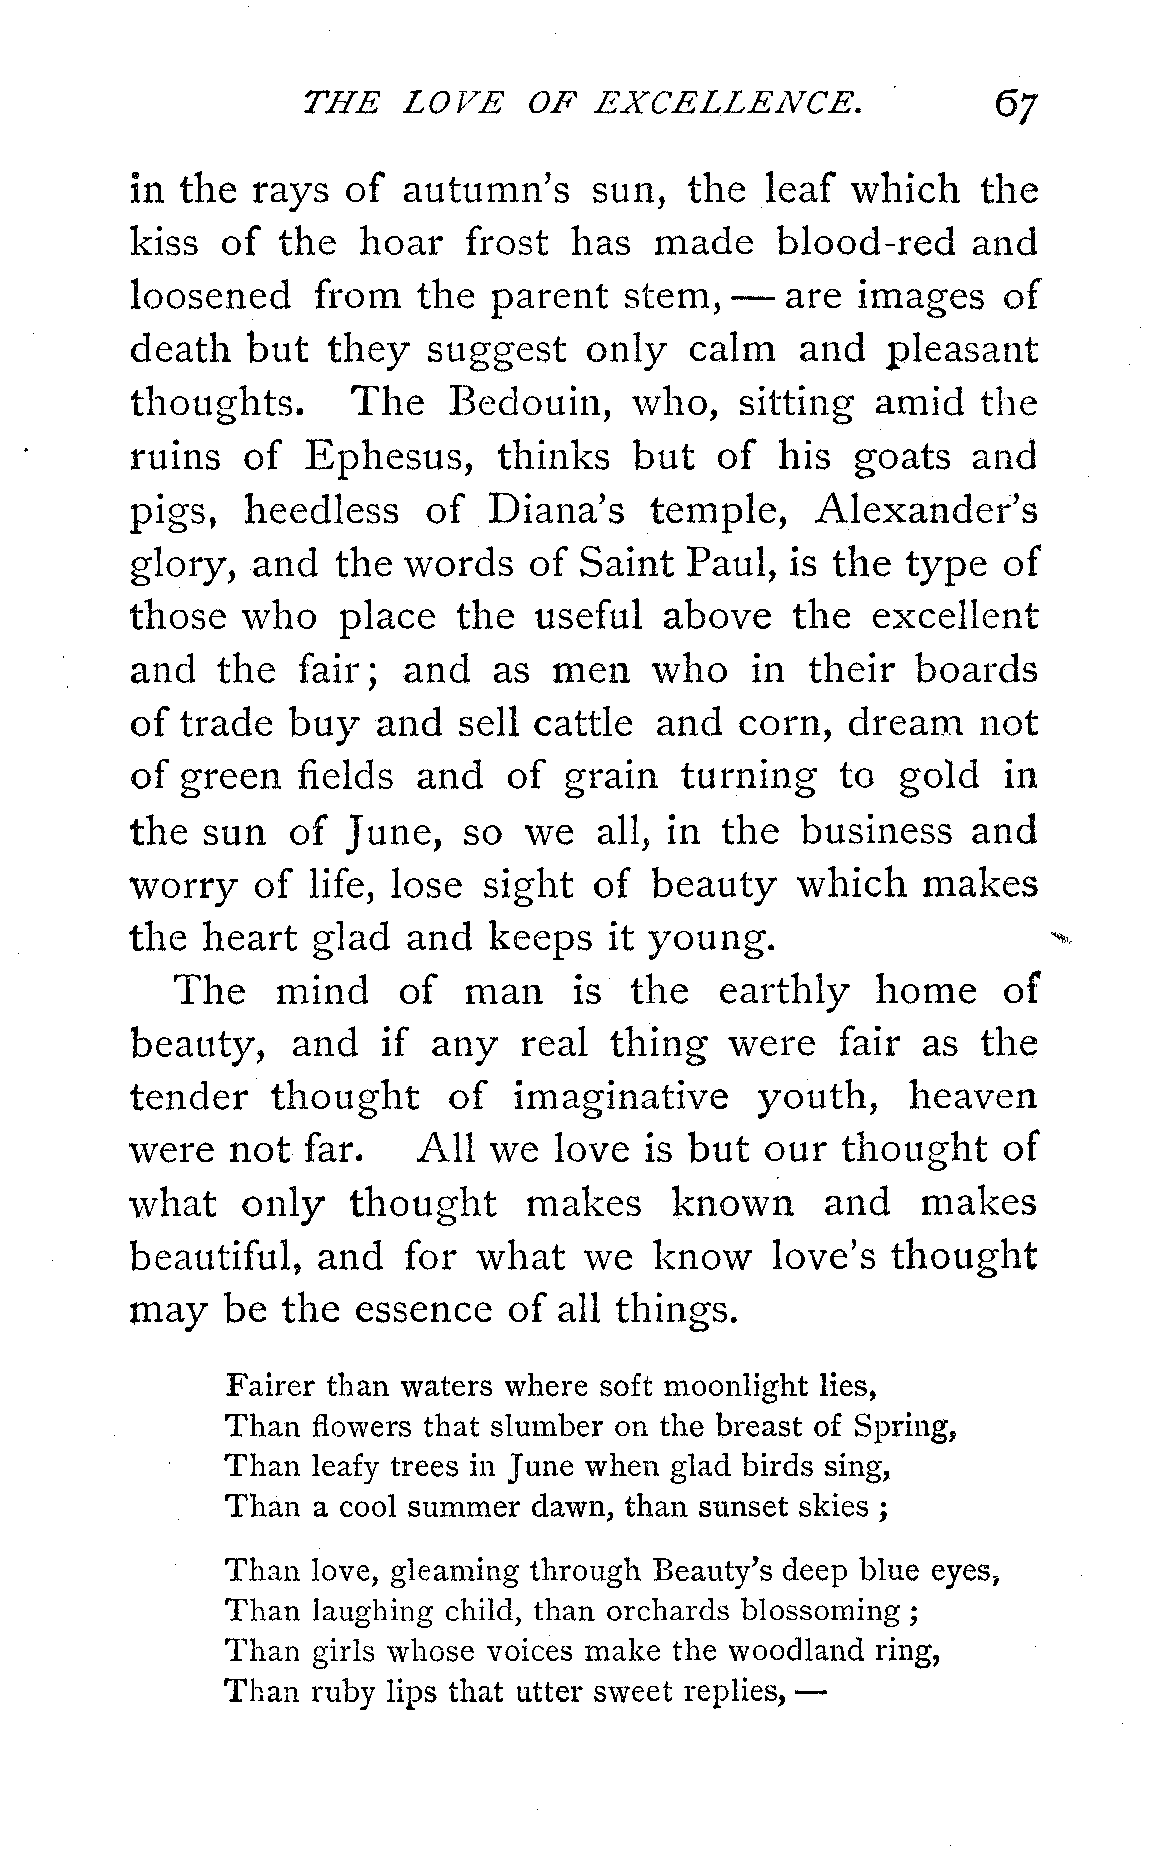 THE LOVE OF EXCELLENCE. 67
in the rays of autumn's sun, the leaf which the
kiss of the hoar frost has made blood-red and
loosened from the parent stem, — are images of
death but they suggest only calm and pleasant
thoughts. The Bedouin, who, sitting amid the
ruins of Ephesus, thinks but of his goats and
pigs, heedless of Diana's temple, Alexander's
glory, and the words of Saint Paul, is the type of
those who place the useful above the excellent
and the fair; and as men who in their boards
of trade buy and sell cattle and corn, dream not
of green fields and of grain turning to gold in
the sun of June, so we all, in the business and
worry of life, lose sight of beauty which makes
the heart glad and keeps it young.
The mind of man is the earthly home of
beauty, and if any real thing were fair as the
tender thought of imaginative youth, heaven
were not far. All we love is but our thought of
what only thought makes known and makes
beautiful, and for what we know love's thought
may be the essence of all things.
Fairer than waters where soft moonlight lies,
Than flowers that slumber on the breast of Spring,
Than leafy trees in June when glad birds sing,
Than a cool summer dawn, than sunset skies ;
Than love, gleaming through Beauty's deep blue eyes,
Than laughing child, than orchards blossoming ;
Than girls whose voices make the woodland ring,
Than ruby lips that utter sweet replies, —